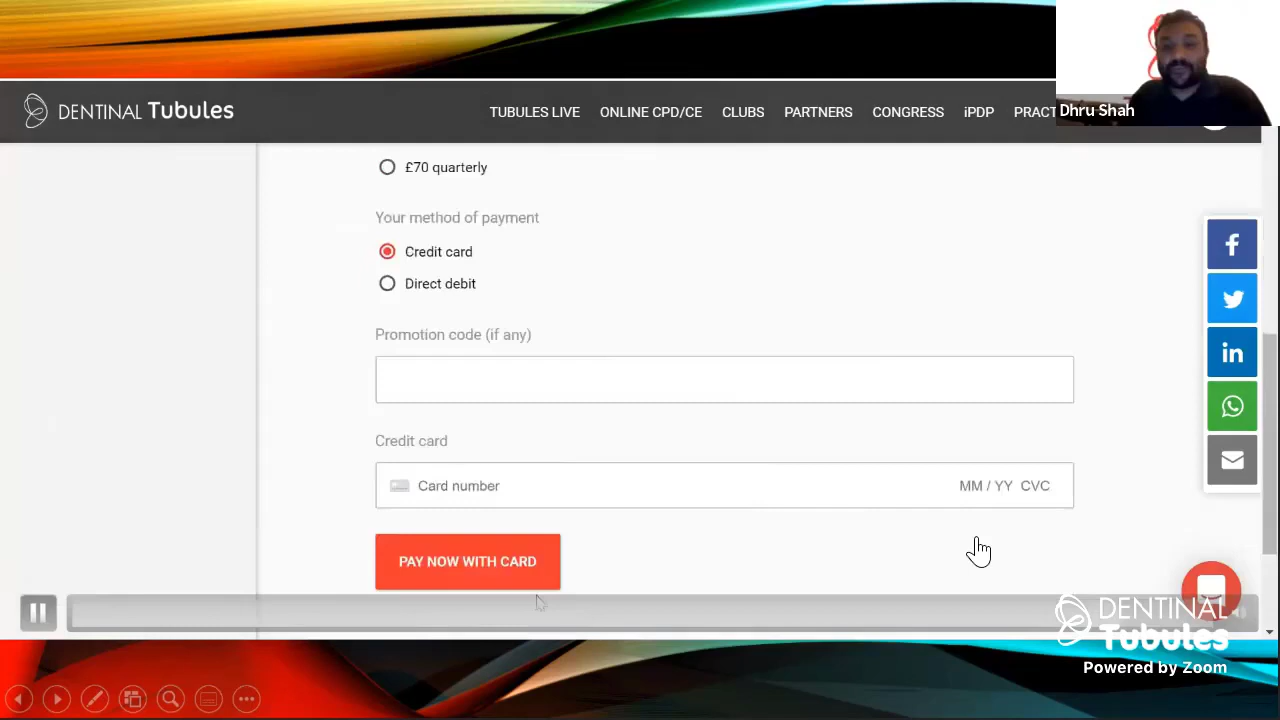 Dhru Shah
DENTINAL Tubules
TUBULES LIVE ONLINE CPD/CE CLUBS PARTNERS CONGRESS iPDP PRACT
£70 quarterly
Your method of payment
Credit card
Direct debit
Promotion code (if any)
Credit card
Card number MM / YY CVC
PAY NOW WITH CARD
DENTINAL
Tubules
Powered by Zoom